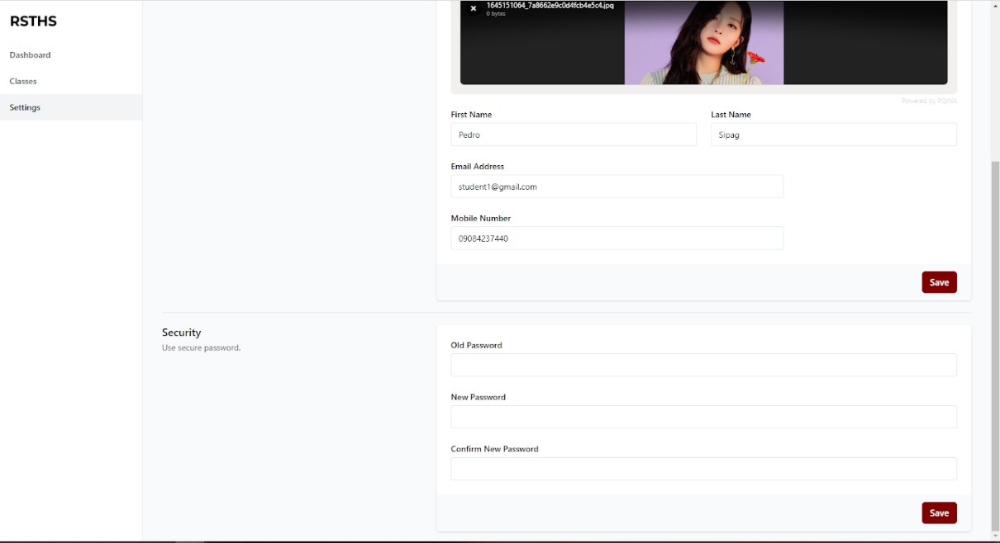 RSTHS
Dashboard
Classes
Settings
1645151064_7a8662e9c0d4fcb4e5c4.jpg
0 bytes
Powered by PQINA
First Name
Last Name
Pedro
Sipag
Email Address
student1@gmail.com
Mobile Number
09084237440
Save
Security
Use secure password.
Old Password
New Password
Confirm New Password
Save